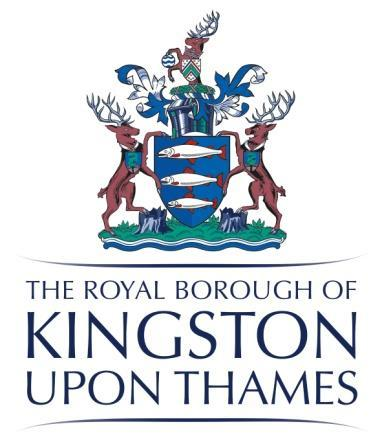 THE ROYAL BOROUGH OF
KINGSTON
UPON THAMES